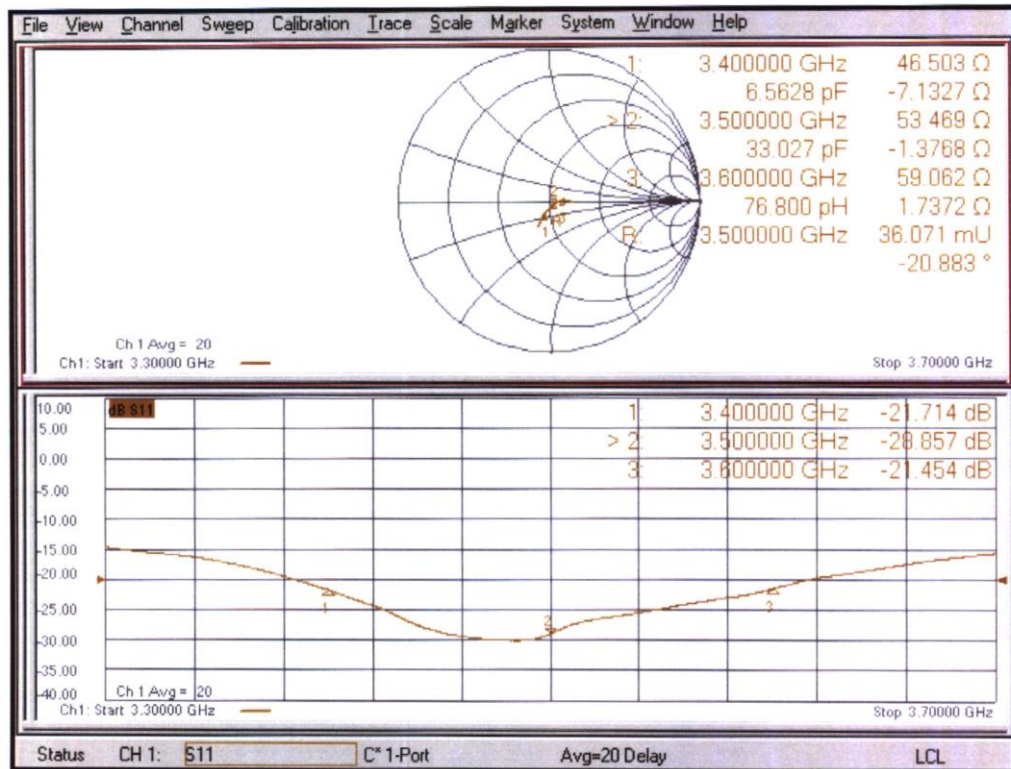 File View Channel Sweep Calibration Trace Scale Marker System Window Help
1: 3.400000 GHz 46.503 Ω
6.5628 pF -7.1327 Ω
> 2: 3.500000 GHz 53.469 Ω
33.027 pF -1.3768 Ω
3: 3.600000 GHz 59.062 Ω
76.800 pH 1.7372 Ω
R: 3.500000 GHz 36.071 mU
-20.883 °
2
1
Ch 1 Avg = 20
Ch1: Start 3.30000 GHz Stop 3.70000 GHz
10.00 dB S11
5.00
0.00
-5.00
-10.00
-15.00
-20.00
-25.00
-30.00
-35.00
-40.00
1: 3.400000 GHz -21.714 dB
> 2: 3.500000 GHz -28.857 dB
3: 3.600000 GHz -21.454 dB
1
2
3
Ch 1 Avg = 20
Ch1: Start 3.30000 GHz Stop 3.70000 GHz
Status CH 1: S11 C* 1-Port Avg=20 Delay LCL